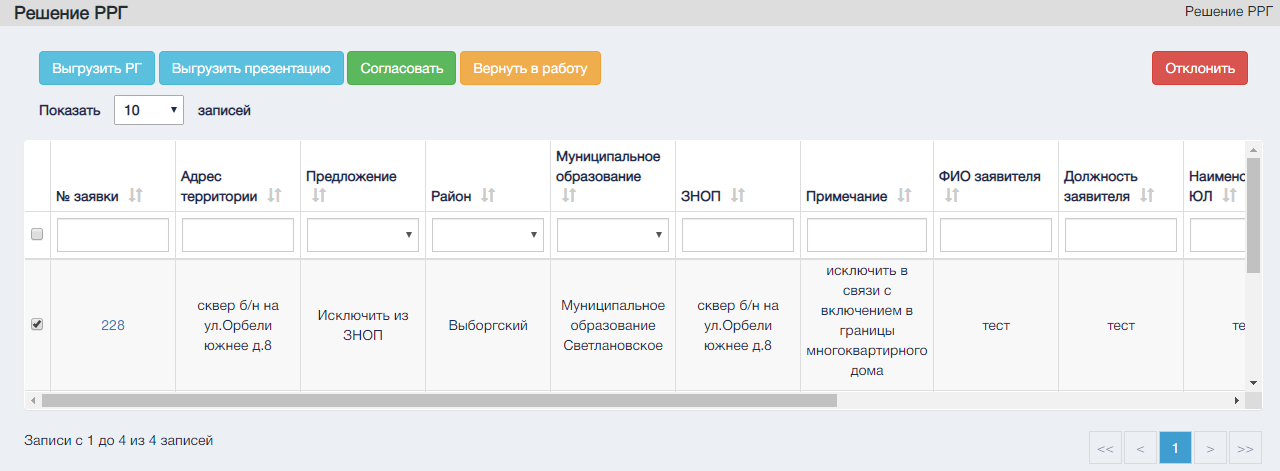 Решение РРГ
Решение РРГ
Выгрузить РГ
Выгрузить презентацию
Согласовать
Вернуть в работу
Отклонить
Показать 10 записей
№ заявки
Адрес
территории
Предложение
Район
Муниципальное
образование
ЗНОП
Примечание
ФИО заявителя
Должность
заявителя
Наименс
ЮЛ
228
сквер б/н на
ул.Орбели
южнее д.8
Исключить из
ЗНОП
Выборгский
Муниципальное
образование
Светлановское
сквер б/н на
ул.Орбели
южнее д.8
исключить в
связи с
включением в
границы
многоквартирного
дома
тест
тест
те
Записи с 1 до 4 из 4 записей
<< < 1 > >>